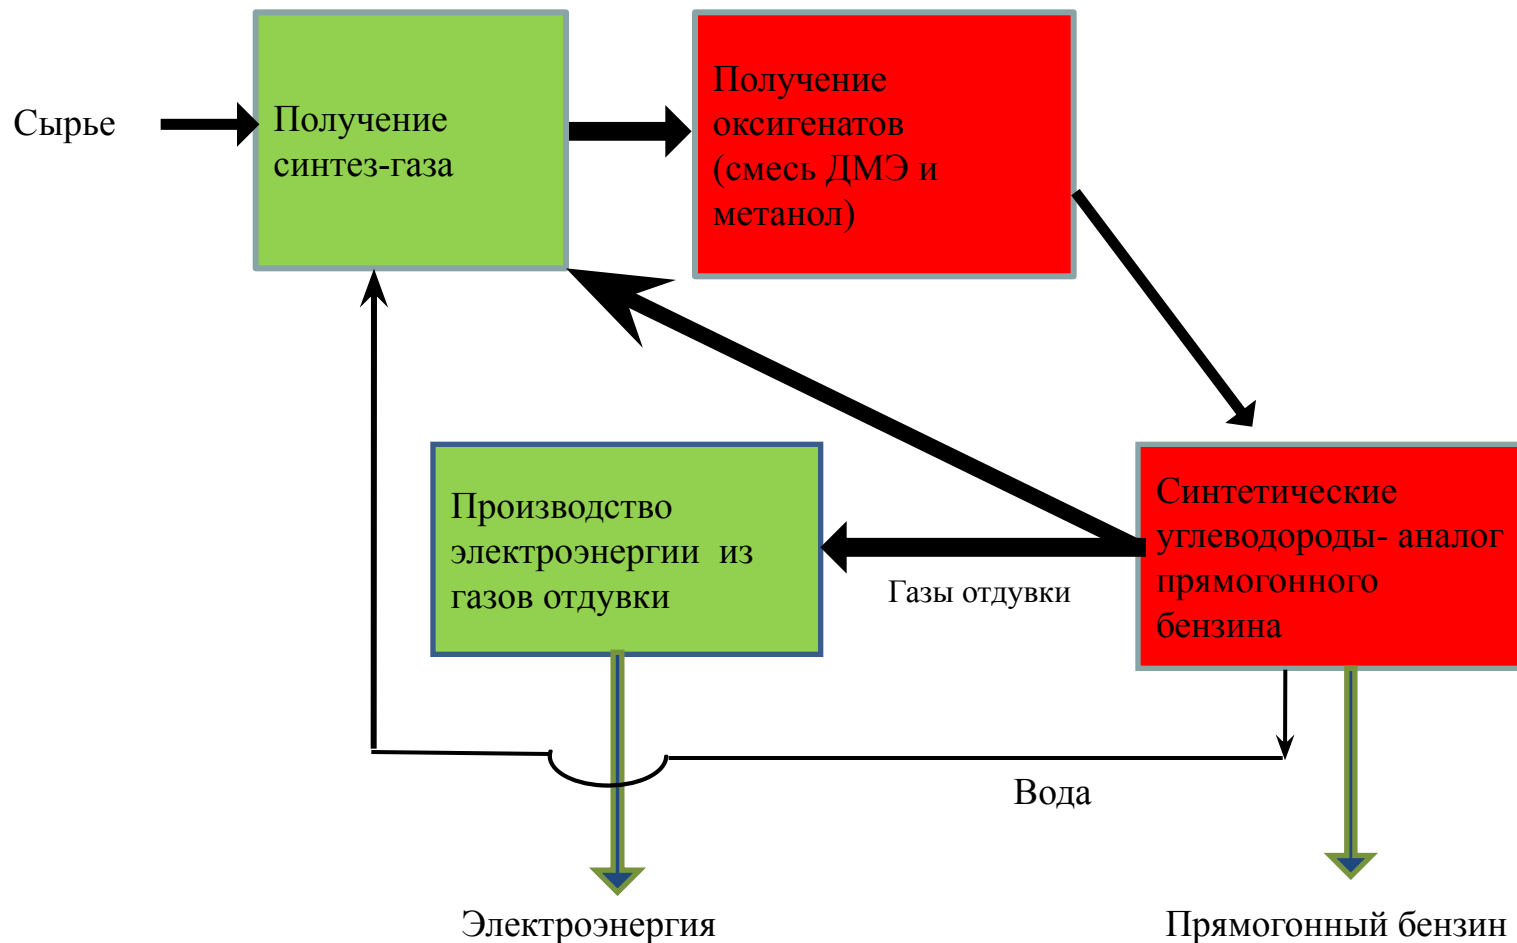 Сырье
Получение
синтез-газа
Получение
оксигенатов
(смесь ДМЭ и
метанол)
Производство
электроэнергии из
газов отдувки
Газы отдувки
Синтетические
углеводороды- аналог
прямогонного
бензина
Вода
Электроэнергия
Прямогонный бензин